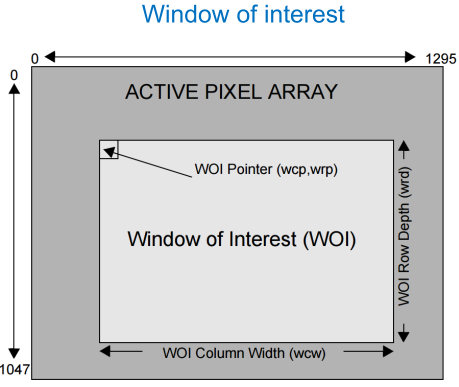 Window of interest
0
1295
0
ACTIVE PIXEL ARRAY
WOI Pointer (wcp,wrp)
Window of Interest (WOI)
WOI Row Depth (wrd)
WOI Column Width (wcw)
1047